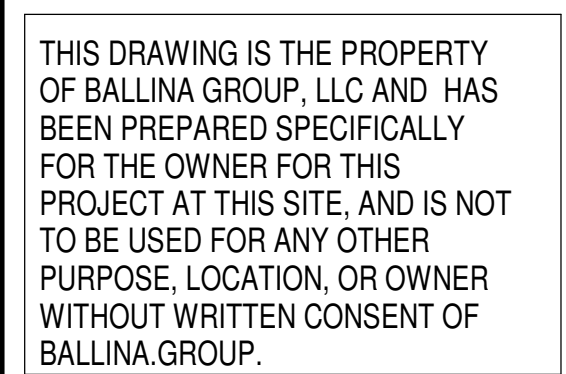 THIS DRAWING IS THE PROPERTY
OF BALLINA GROUP, LLC AND  HAS
BEEN PREPARED SPECIFICALLY
FOR THE OWNER FOR THIS
PROJECT AT THIS SITE, AND IS NOT
TO BE USED FOR ANY OTHER
PURPOSE, LOCATION, OR OWNER
WITHOUT WRITTEN CONSENT OF
BALLINA.GROUP.